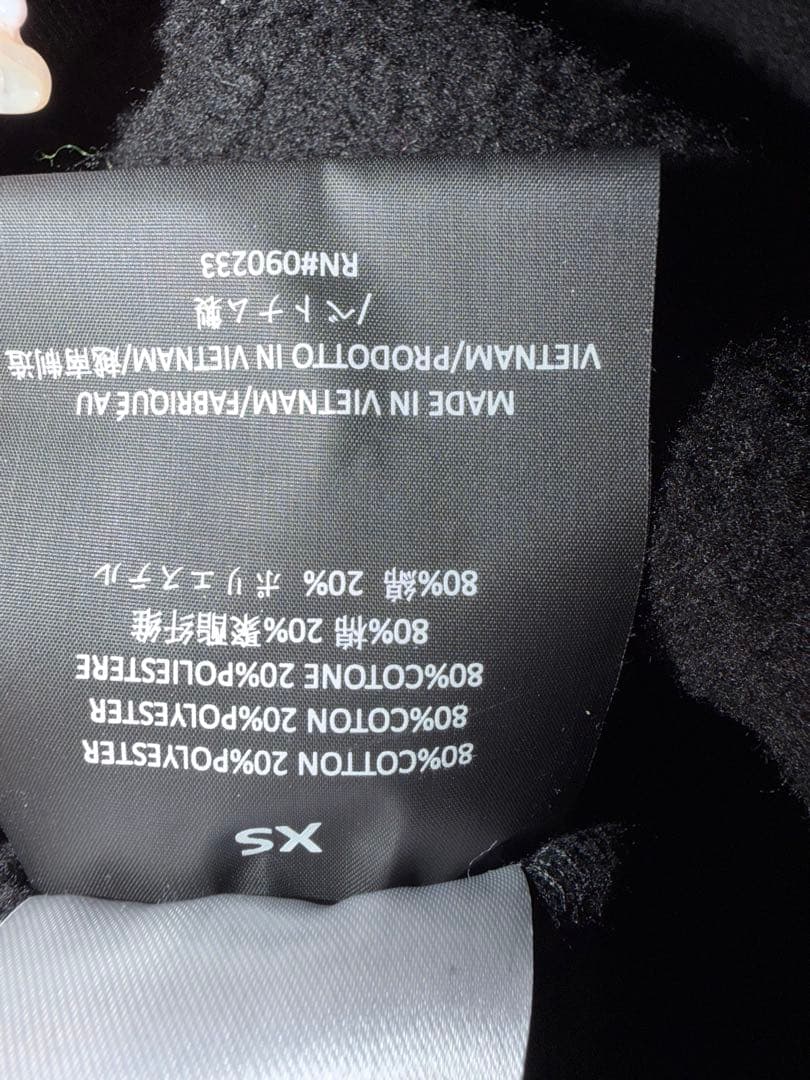 XS
80%COTTON 20%POLYESTER
80%COTON 20%POLYESTER
80%COTONE 20%POLIESTERE
80%棉 20%聚酯纤维
80%綿 20% ポリエステル
MADE IN VIETNAM/FABRIQUÉ AU
VIETNAM/PRODOTTO IN VIETNAM/越南制造
/ベトナム製
RN#090233